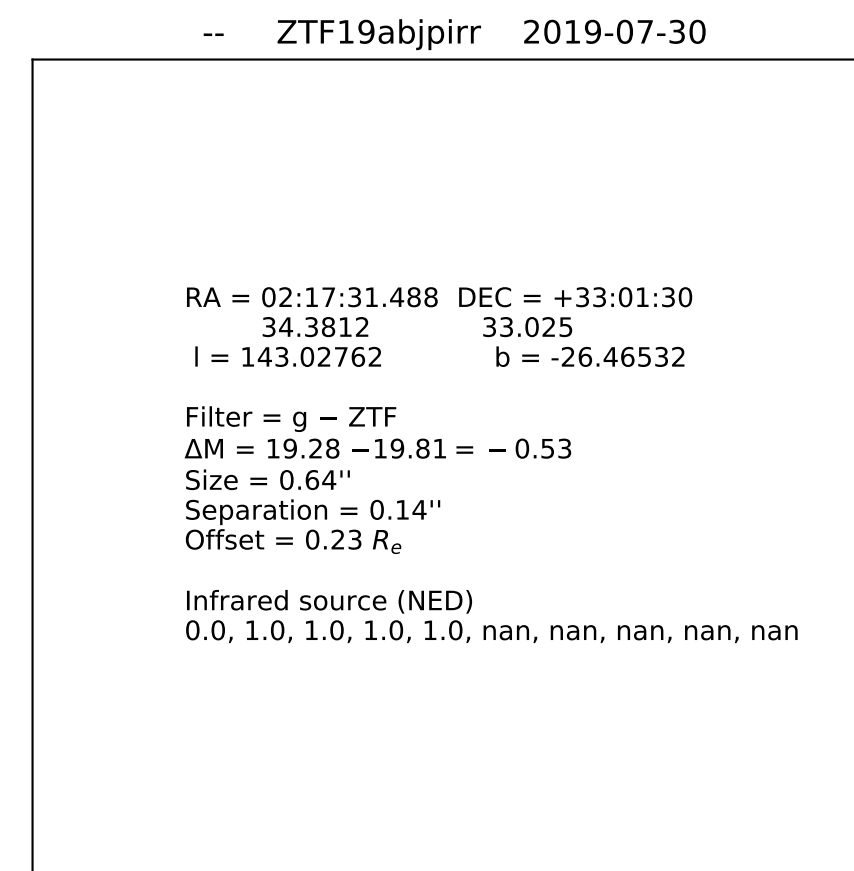 -- ZTF19abjpirr 2019-07-30
RA = 02:17:31.488 DEC = +33:01:30
34.3812 33.025
l = 143.02762 b = -26.46532
Filter = g − ZTF
ΔM = 19.28 −19.81 = − 0.53
Size = 0.64''
Separation = 0.14''
Offset = 0.23 Rₑ
Infrared source (NED)
0.0, 1.0, 1.0, 1.0, 1.0, nan, nan, nan, nan, nan